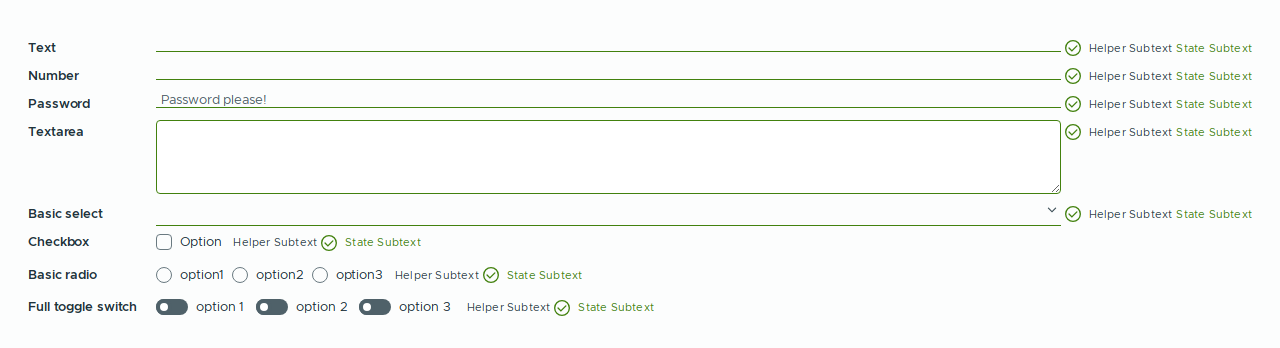 Text Helper Subtext State Subtext
Number Helper Subtext State Subtext
Password Password please! Helper Subtext State Subtext
Textarea Helper Subtext State Subtext
Basic select Helper Subtext State Subtext
Checkbox Option Helper Subtext State Subtext
Basic radio option1 option2 option3 Helper Subtext State Subtext
Full toggle switch option 1 option 2 option 3 Helper Subtext State Subtext